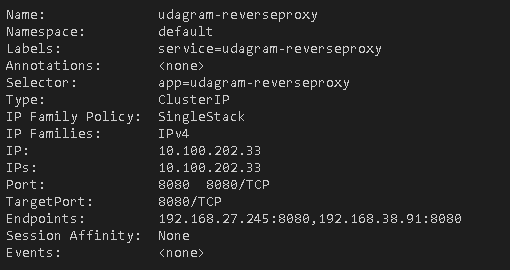 Name:              udagram-reverseproxy
Namespace:         default
Labels:            service=udagram-reverseproxy
Annotations:       <none>
Selector:          app=udagram-reverseproxy
Type:              ClusterIP
IP Family Policy:  SingleStack
IP Families:       IPv4
IP:                10.100.202.33
IPs:               10.100.202.33
Port:              8080  8080/TCP
TargetPort:        8080/TCP
Endpoints:         192.168.27.245:8080,192.168.38.91:8080
Session Affinity:  None
Events:            <none>